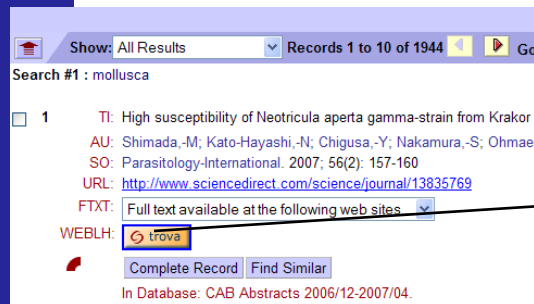 Show: All Results Records 1 to 10 of 1944 Go
Search #1 : mollusca
1 TI: High susceptibility of Neotricula aperta gamma-strain from Krakor
AU: Shimada,-M; Kato-Hayashi,-N; Chigusa,-Y; Nakamura,-S; Ohmae
SO: Parasitology-International. 2007; 56(2): 157-160
URL: http://www.sciencedirect.com/science/journal/13835769
FTXT: Full text available at the following web sites
WEBLH: trova
Complete Record Find Similar
In Database: CAB Abstracts 2006/12-2007/04.